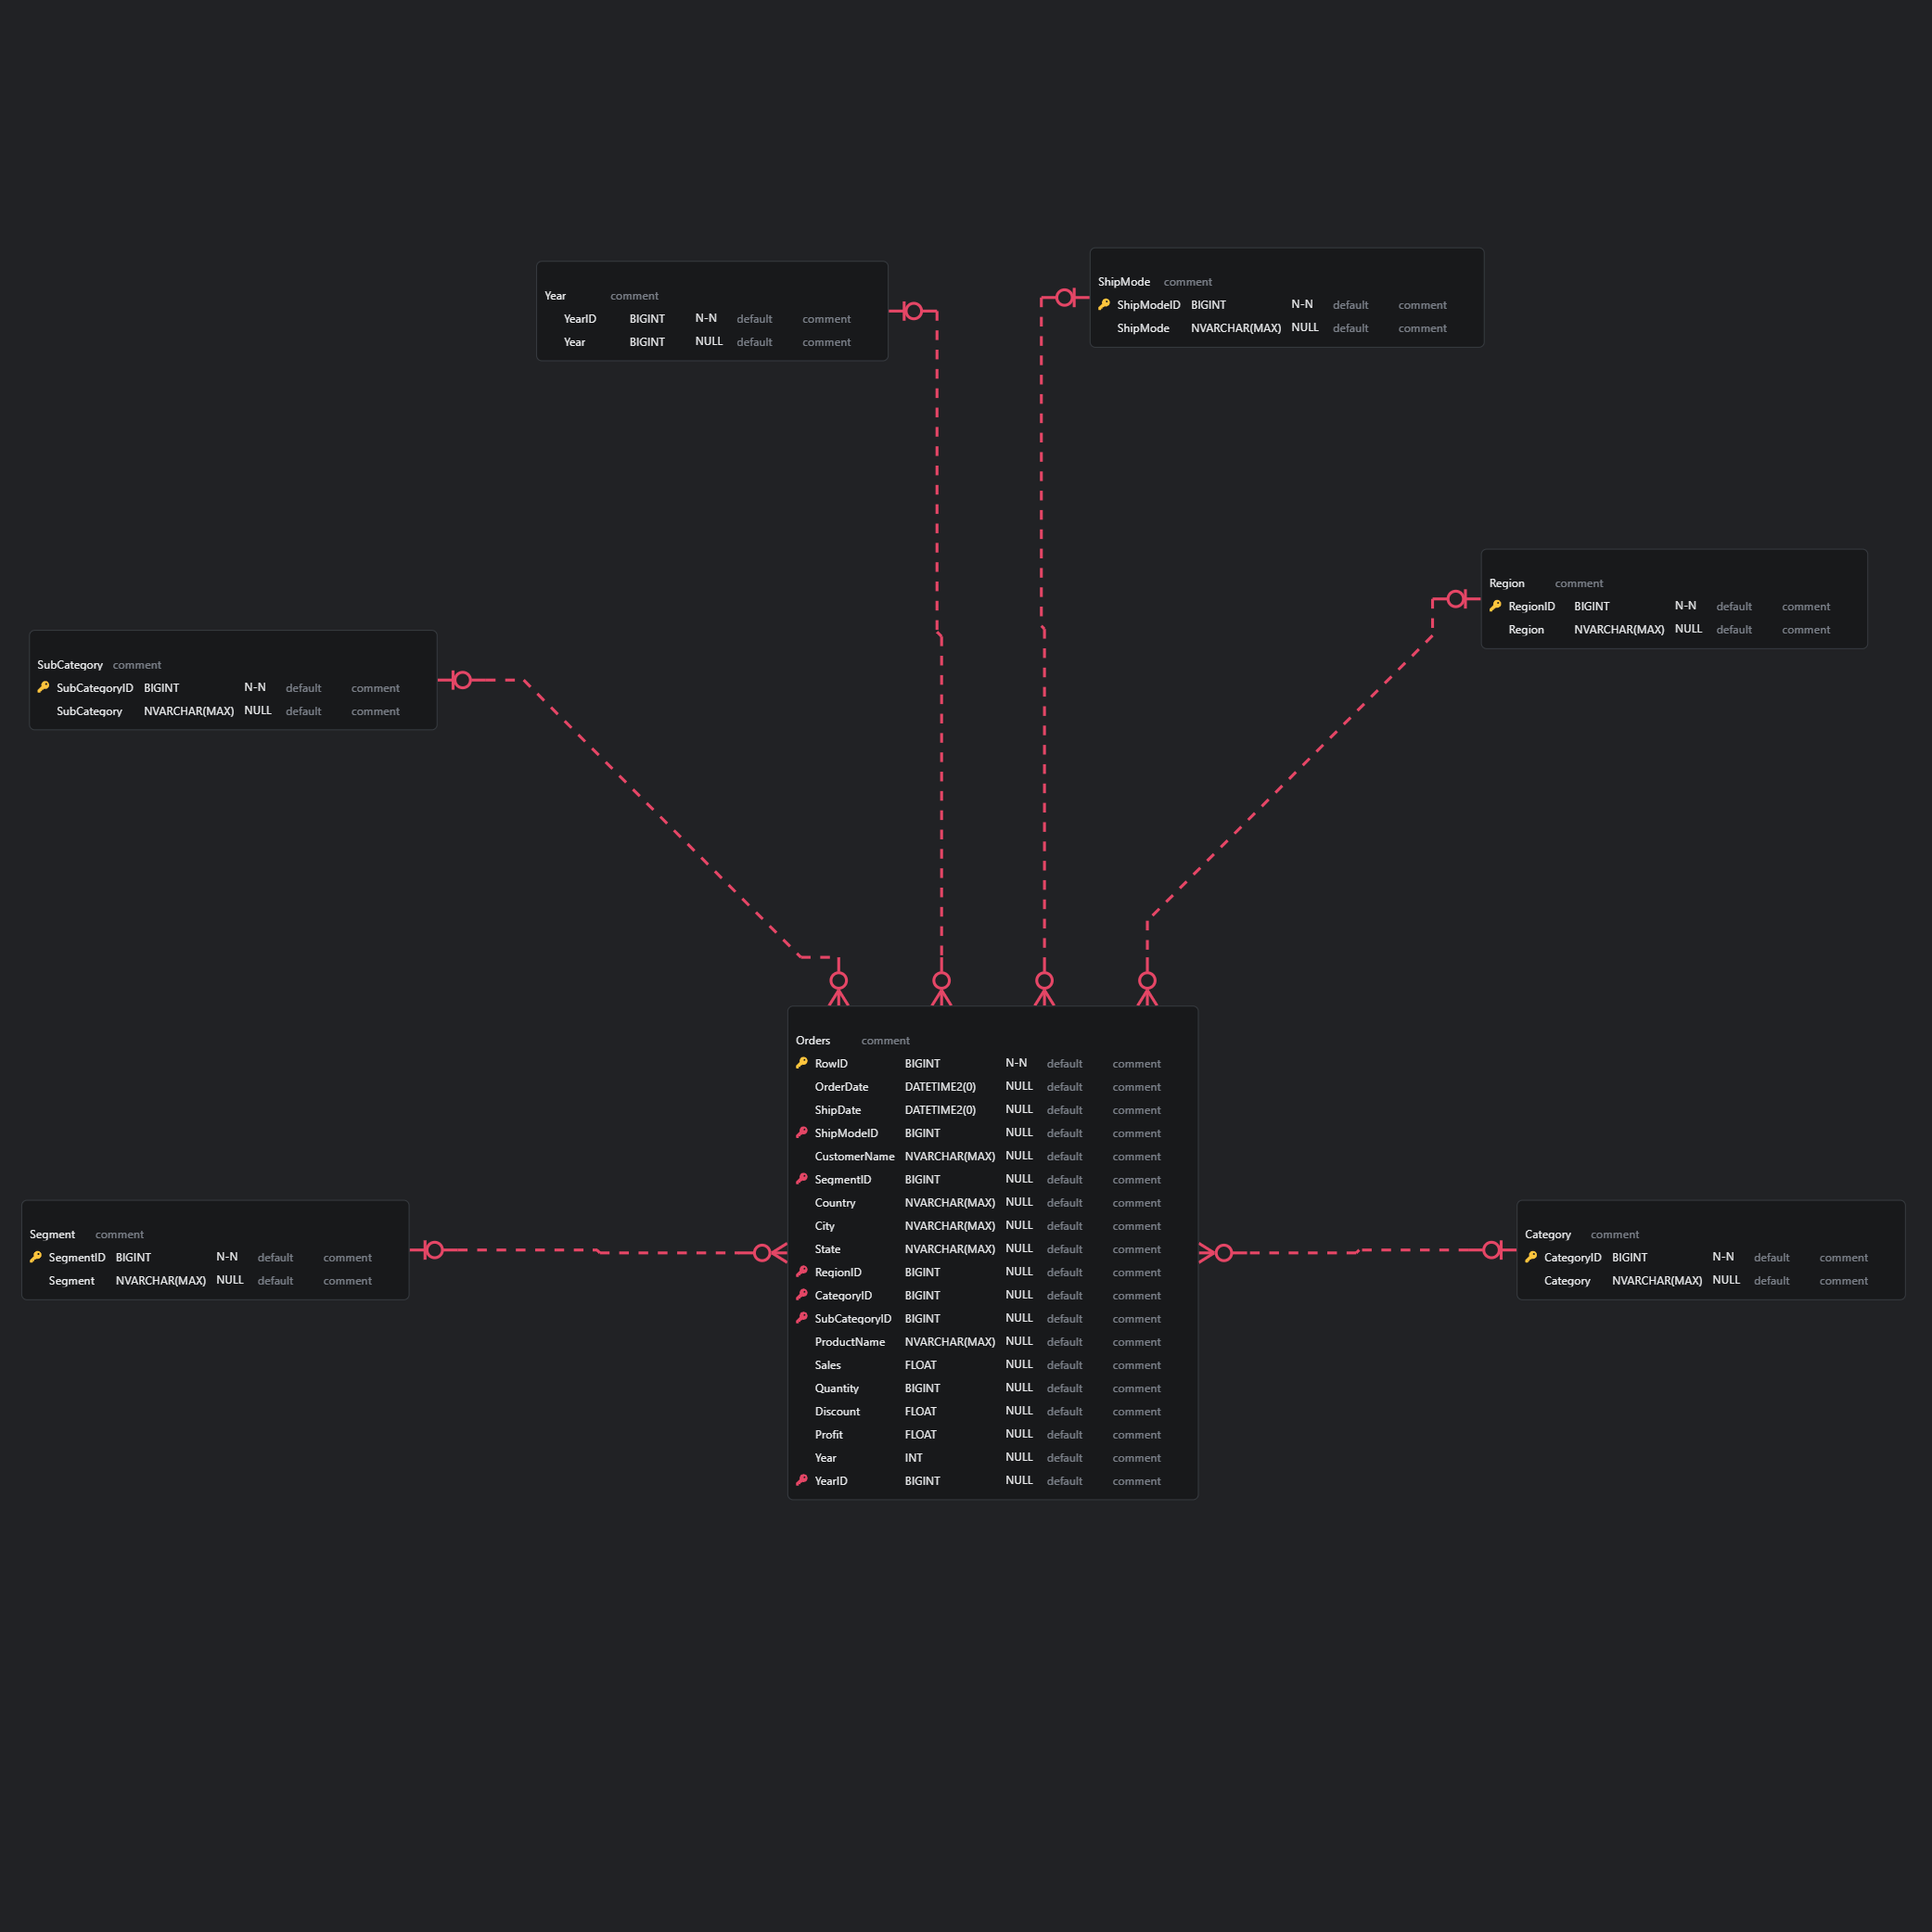 Year comment
YearID BIGINT N-N default comment
Year BIGINT NULL default comment
ShipMode comment
ShipModeID BIGINT N-N default comment
ShipMode NVARCHAR(MAX) NULL default comment
Region comment
RegionID BIGINT N-N default comment
Region NVARCHAR(MAX) NULL default comment
SubCategory comment
SubCategoryID BIGINT N-N default comment
SubCategory NVARCHAR(MAX) NULL default comment
Orders comment
RowID BIGINT N-N default comment
OrderDate DATETIME2(0) NULL default comment
ShipDate DATETIME2(0) NULL default comment
ShipModeID BIGINT NULL default comment
CustomerName NVARCHAR(MAX) NULL default comment
SegmentID BIGINT NULL default comment
Country NVARCHAR(MAX) NULL default comment
City NVARCHAR(MAX) NULL default comment
State NVARCHAR(MAX) NULL default comment
RegionID BIGINT NULL default comment
CategoryID BIGINT NULL default comment
SubCategoryID BIGINT NULL default comment
ProductName NVARCHAR(MAX) NULL default comment
Sales FLOAT NULL default comment
Quantity BIGINT NULL default comment
Discount FLOAT NULL default comment
Profit FLOAT NULL default comment
Year INT NULL default comment
YearID BIGINT NULL default comment
Segment comment
SegmentID BIGINT N-N default comment
Segment NVARCHAR(MAX) NULL default comment
Category comment
CategoryID BIGINT N-N default comment
Category NVARCHAR(MAX) NULL default comment